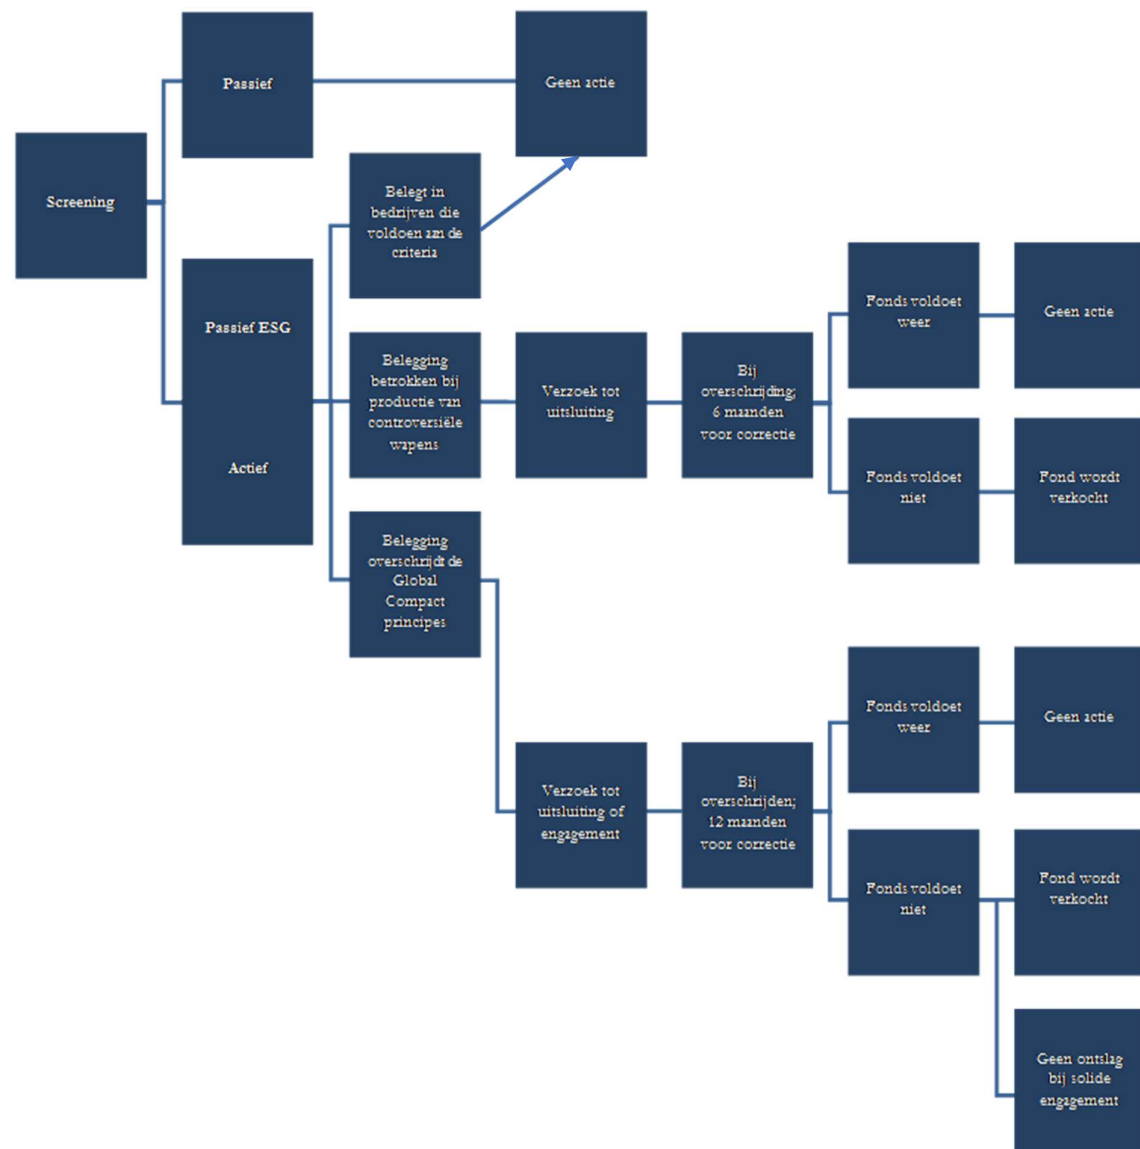 Passief
Geen actie
Screening
Belegt in
bedrijven die
voldoen aan de
criteria
Passief ESG
Actief
Belegging
betrokken bij
productie van
controversiële
wapens
Verzoek tot
uitsluiting
Bij
overschrijding;
6 maanden
voor correctie
Fonds voldoet
weer
Geen actie
Fonds voldoet
niet
Fond wordt
verkocht
Belegging
overschrijdt de
Global
Compact
principes
Verzoek tot
uitsluiting of
engagement
Bij
overschrijden;
12 maanden
voor correctie
Fonds voldoet
weer
Geen actie
Fonds voldoet
niet
Fond wordt
verkocht
Geen ontslag
bij solide
engagement